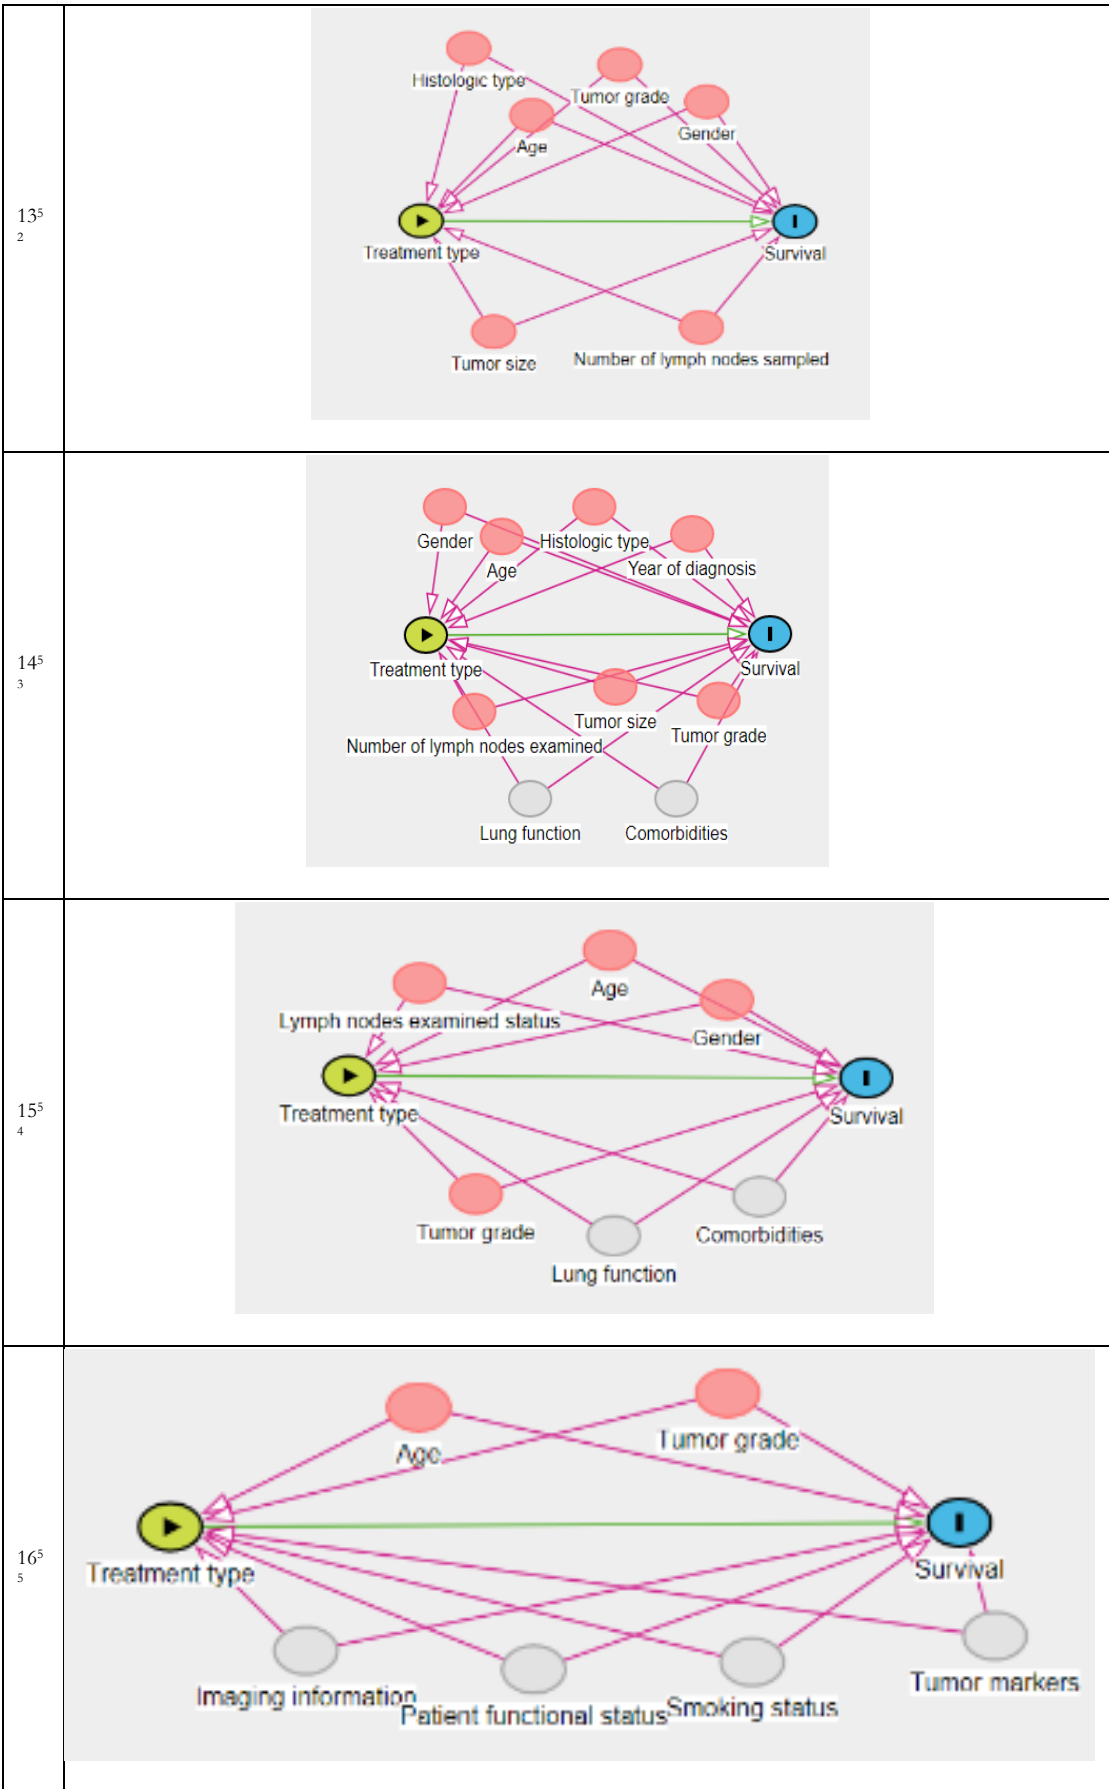 Histologic type
Tumor grade
Gender
Age
13⁵
2
Treatment type
Survival
Tumor size
Number of lymph nodes sampled
Gender
Histologic type
Age
Year of diagnosis
14⁵
3
Treatment type
Survival
Tumor size
Tumor grade
Number of lymph nodes examined
Lung function
Comorbidities
Age
Lymph nodes examined status
Gender
15⁵
4
Treatment type
Survival
Tumor grade
Comorbidities
Lung function
Age
Tumor grade
16⁵
5
Treatment type
Survival
Imaging information
Patient functional status
Smoking status
Tumor markers